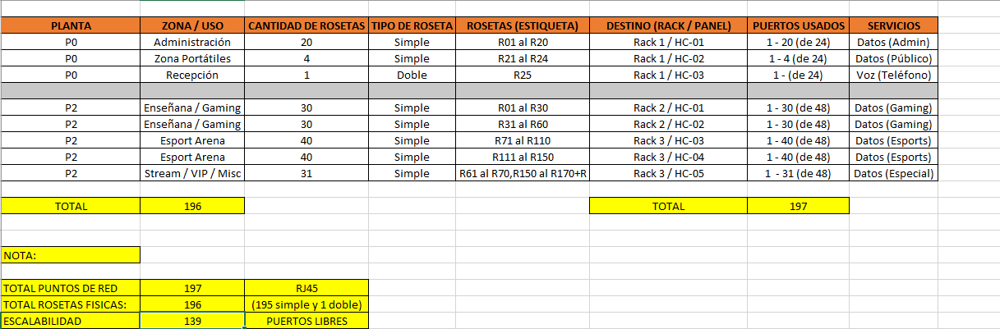 PLANTA ZONA / USO CANTIDAD DE ROSETAS TIPO DE ROSETA ROSETAS (ESTIQUETA) DESTINO (RACK / PANEL) PUERTOS USADOS SERVICIOS
P0 Administración 20 Simple R01 al R20 Rack 1 / HC-01 1 - 20 (de 24) Datos (Admin)
P0 Zona Portátiles 4 Simple R21 al R24 Rack 1 / HC-02 1 - 4 (de 24) Datos (Público)
P0 Recepción 1 Doble R25 Rack 1 / HC-03 1 - (de 24) Voz (Teléfono)
P2 Enseñana / Gaming 30 Simple R01 al R30 Rack 2 / HC-01 1 - 30 (de 48) Datos (Gaming)
P2 Enseñana / Gaming 30 Simple R31 al R60 Rack 2 / HC-02 1 - 30 (de 48) Datos (Gaming)
P2 Esport Arena 40 Simple R71 al R110 Rack 3 / HC-03 1 - 40 (de 48) Datos (Esports)
P2 Esport Arena 40 Simple R111 al R150 Rack 3 / HC-04 1 - 40 (de 48) Datos (Esports)
P2 Stream / VIP / Misc 31 Simple R61 al R70,R150 al R170+R Rack 3 / HC-05 1 - 31 (de 48) Datos (Especial)
TOTAL 196 TOTAL 197
NOTA:
TOTAL PUNTOS DE RED 197 RJ45
TOTAL ROSETAS FISICAS: 196 (195 simple y 1 doble)
ESCALABILIDAD 139 PUERTOS LIBRES